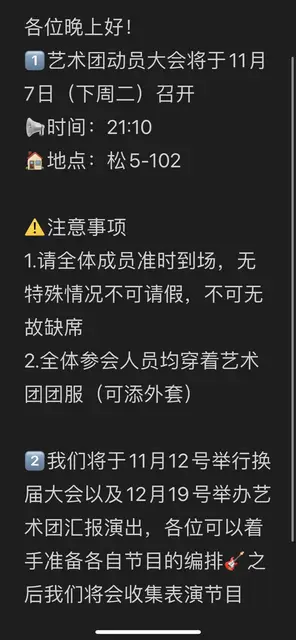 各位晚上好！
1️⃣艺术团动员大会将于11月
7日（下周二）召开
📢时间：21:10
🏠地点：松5-102
⚠️注意事项
1.请全体成员准时到场，无
特殊情况不可请假，不可无
故缺席
2.全体参会人员均穿着艺术
团团服（可添外套）
2️⃣我们将于11月12号举行换
届大会以及12月19号举办艺
术团汇报演出，各位可以着
手准备各自节目的编排🎸之
后我们将会收集表演节目